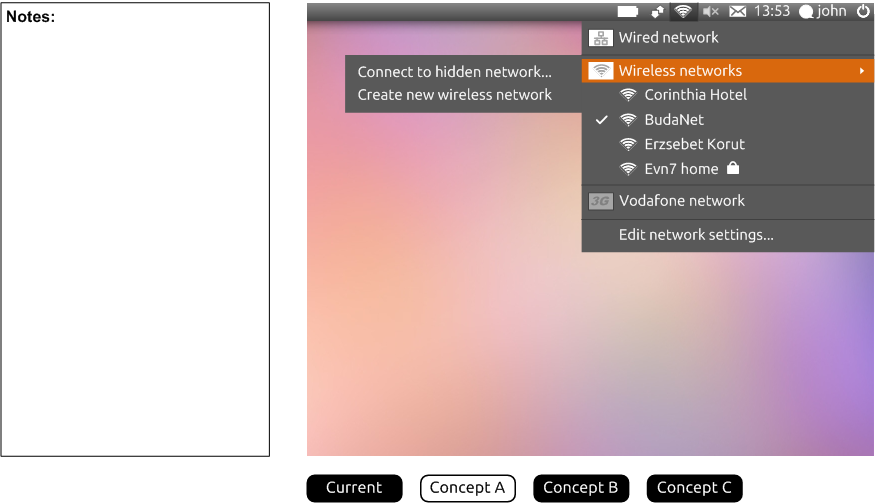 Notes:
13:53 john
Wired network
Wireless networks
Connect to hidden network...
Create new wireless network
Corinthia Hotel
BudaNet
Erzsebet Korut
Evn7 home
3G Vodafone network
Edit network settings...
Current Concept A Concept B Concept C